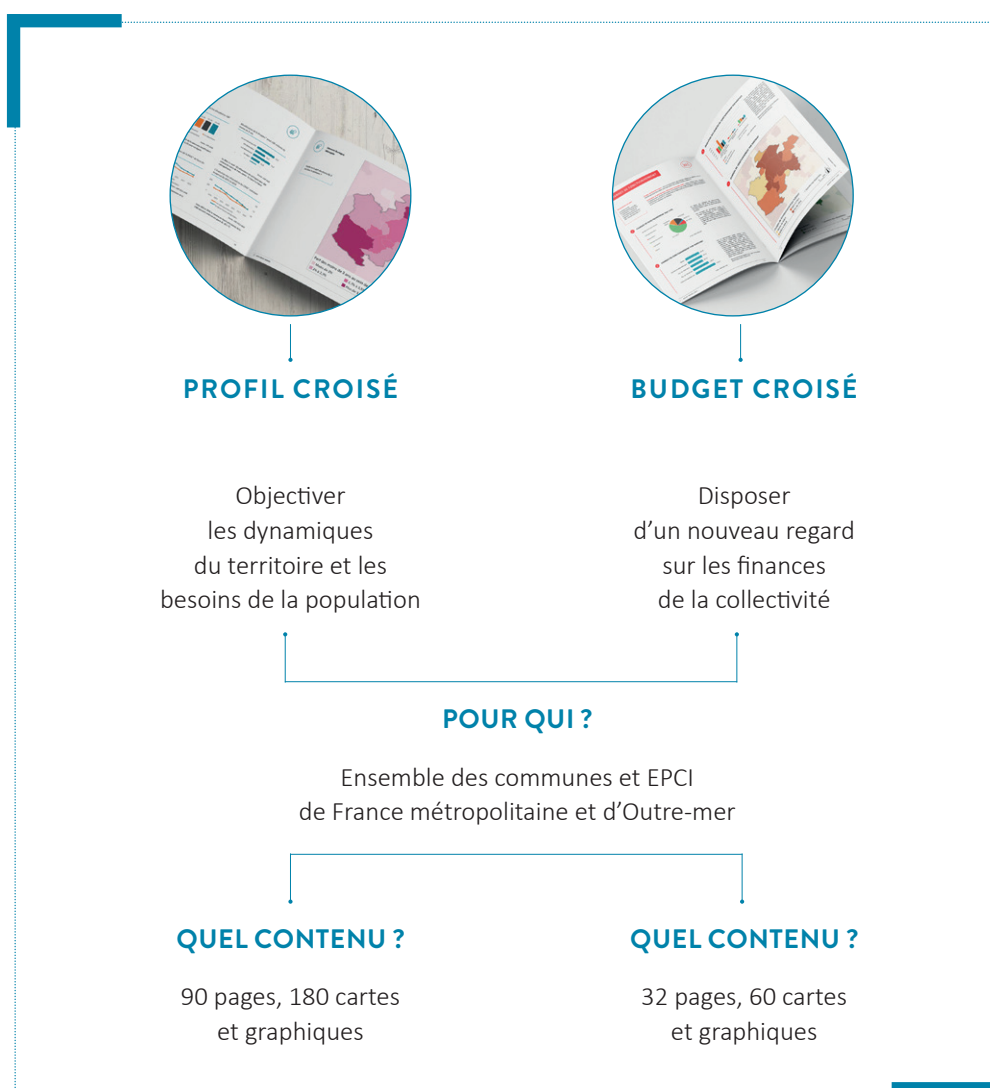 PROFIL CROISÉ
Objectiver
les dynamiques
du territoire et les
besoins de la population
BUDGET CROISÉ
Disposer
d’un nouveau regard
sur les finances
de la collectivité
POUR QUI ?
Ensemble des communes et EPCI
de France métropolitaine et d’Outre-mer
QUEL CONTENU ?
90 pages, 180 cartes
et graphiques
QUEL CONTENU ?
32 pages, 60 cartes
et graphiques